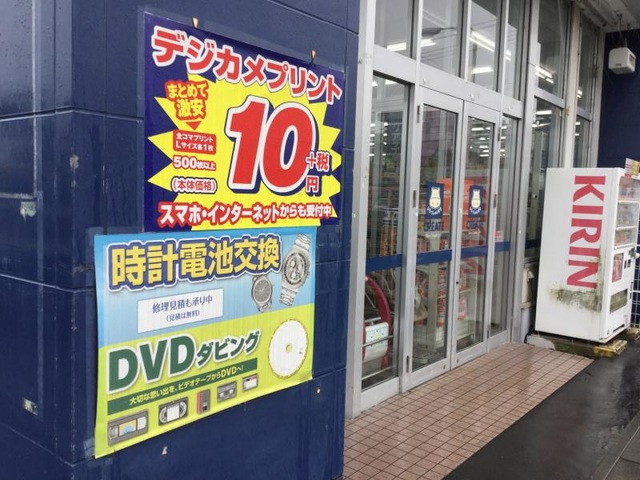 デジカメプリント
まとめて
激安
全コマプリント
Lサイズ各1枚
500枚以上
(本体価格)
10
+税
円
スマホ・インターネットからも受付中
時計電池交換
修理見積も承り中
(見積は無料)
DVDダビング
大切な思い出を、ビデオテープからDVDへ!
CREATE
KIRIN